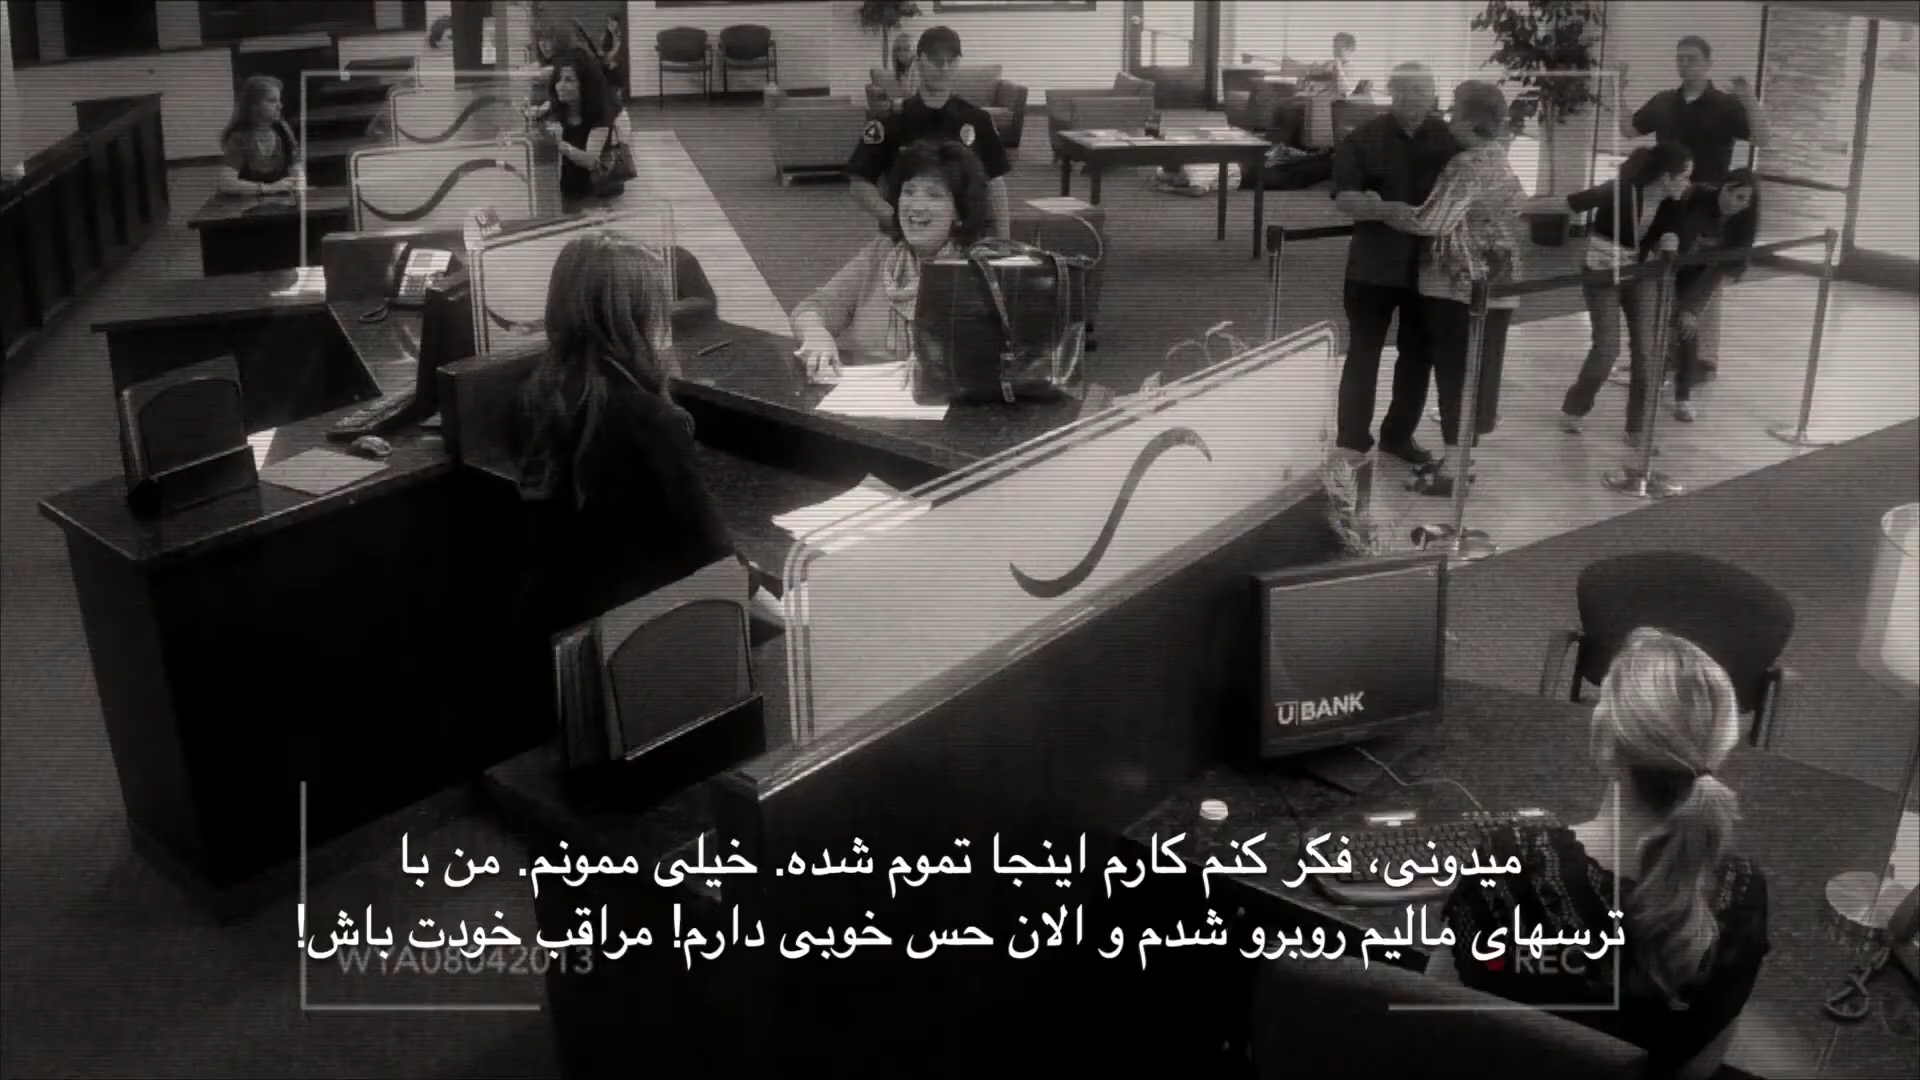 U|BANK
میدونی، فکر کنم کارم اینجا تموم شده. خیلی ممونم. من با
ترسهای مالیم روبرو شدم و الان حس خوبی دارم! مراقب خودت باش!
WTA08042013
REC